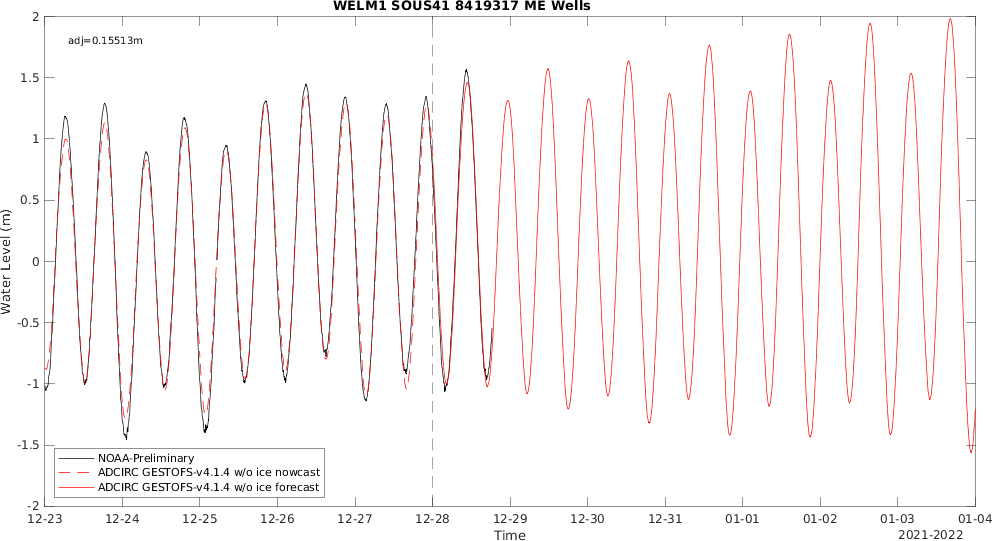 WELM1 SOUS41 8419317 ME Wells
adj=0.15513m
2
1.5
1
0.5
0
-0.5
-1
-1.5
-2
Water Level (m)
NOAA-Preliminary
ADCIRC GESTOFS-v4.1.4 w/o ice nowcast
ADCIRC GESTOFS-v4.1.4 w/o ice forecast
12-23 12-24 12-25 12-26 12-27 12-28 12-29 12-30 12-31 01-01 01-02 01-03 01-04
Time
2021-2022